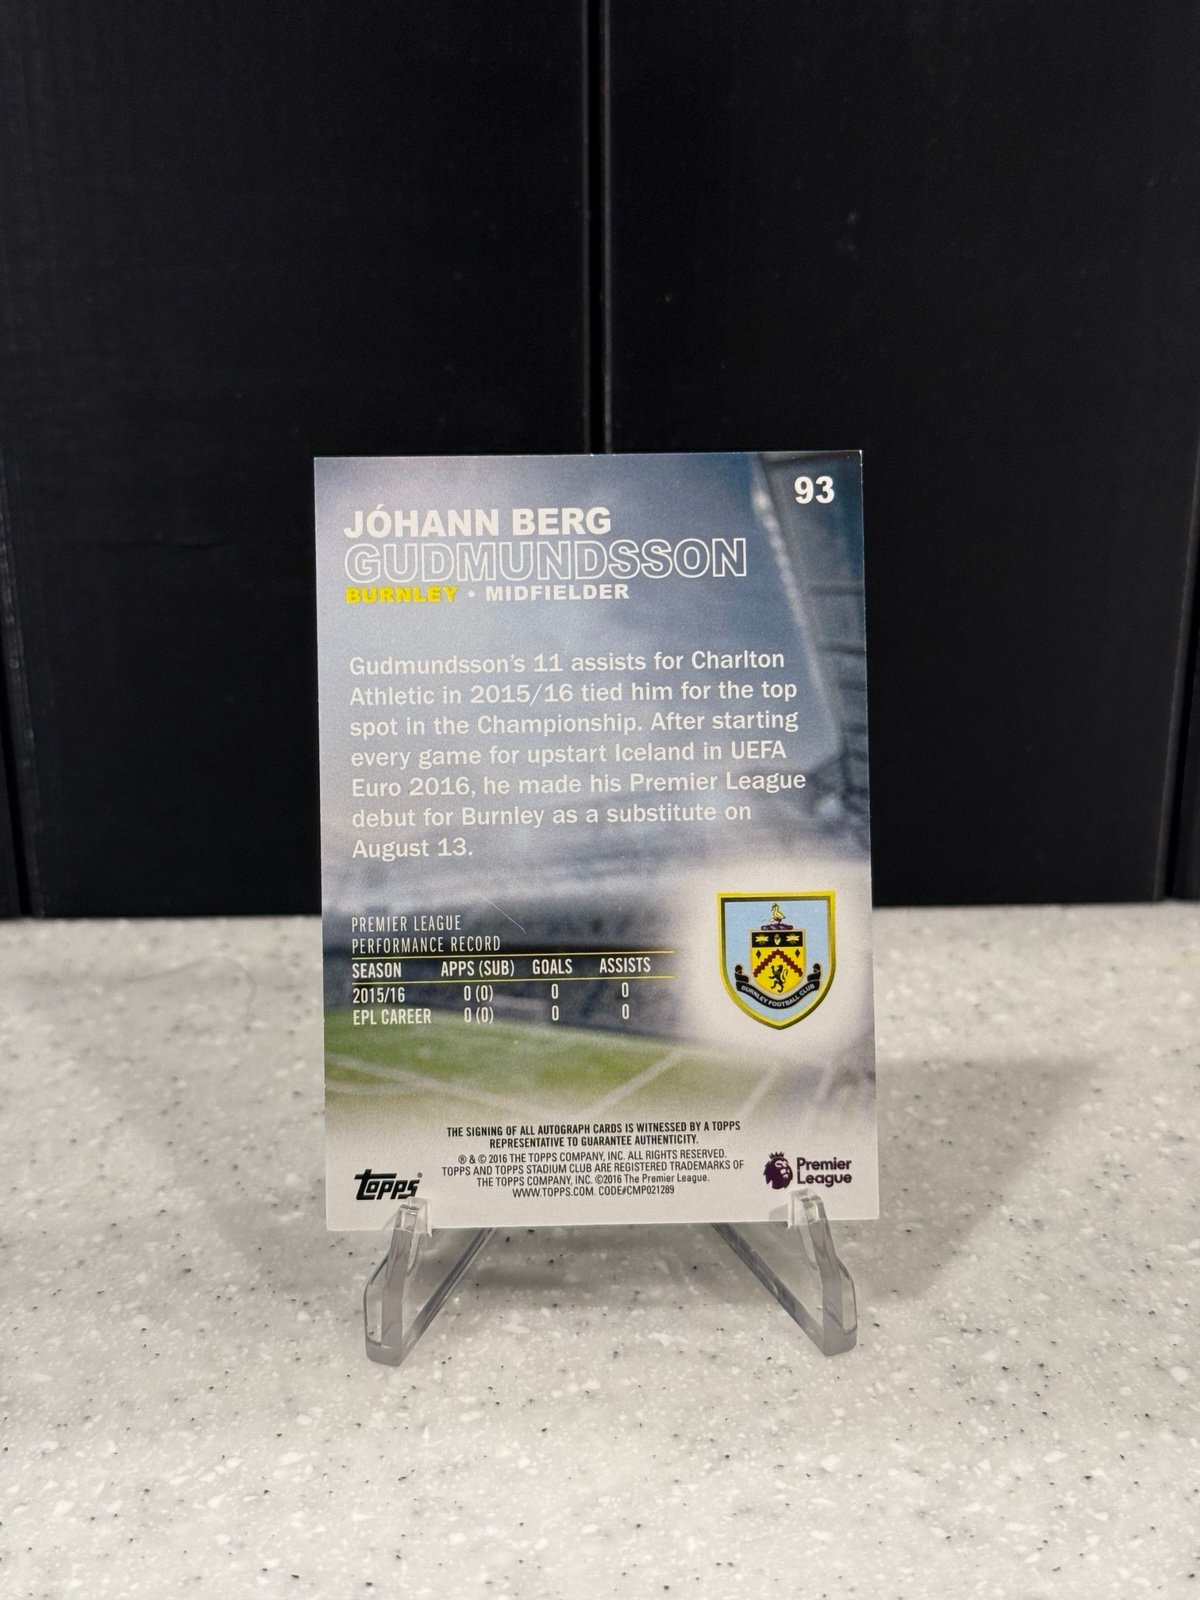 93
JÓHANN BERG
GUDMUNDSSON
BURNLEY • MIDFIELDER
Gudmundsson's 11 assists for Charlton
Athletic in 2015/16 tied him for the top
spot in the Championship. After starting
every game for upstart Iceland in UEFA
Euro 2016, he made his Premier League
debut for Burnley as a substitute on
August 13.
PREMIER LEAGUE
PERFORMANCE RECORD
SEASON APPS (SUB) GOALS ASSISTS
2015/16 0 (0) 0 0
EPL CAREER 0 (0) 0 0
BURNLEY FOOTBALL CLUB
THE SIGNING OF ALL AUTOGRAPH CARDS IS WITNESSED BY A TOPPS
REPRESENTATIVE TO GUARANTEE AUTHENTICITY.
® & © 2016 THE TOPPS COMPANY, INC. ALL RIGHTS RESERVED.
TOPPS AND TOPPS STADIUM CLUB ARE REGISTERED TRADEMARKS OF
THE TOPPS COMPANY, INC. ©2016 The Premier League.
WWW.TOPPS.COM. CODE#CMP021289
topps®
Premier
League